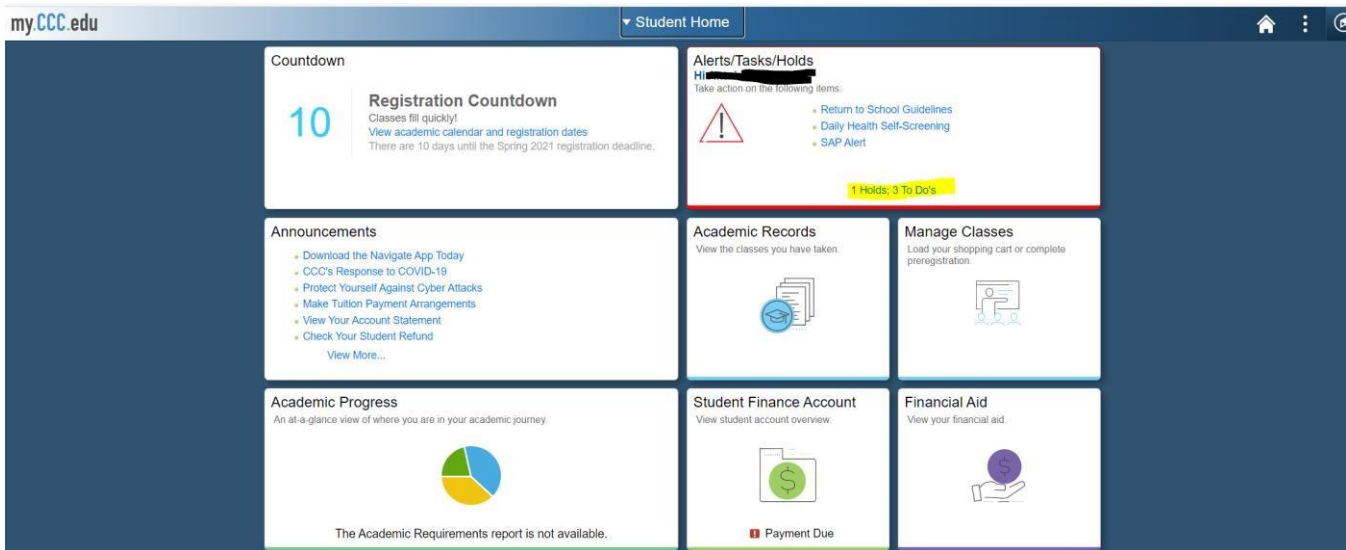 my.CCC.edu
Student Home
Countdown
10
Registration Countdown
Classes fill quickly!
View academic calendar and registration dates
There are 10 days until the Spring 2021 registration deadline.
Alerts/Tasks/Holds
Take action on the following items:
Return to School Guidelines
Daily Health Self-Screening
SAP Alert
1 Holds; 3 To Do's
Announcements
Download the Navigate App Today
CCC's Response to COVID-19
Protect Yourself Against Cyber Attacks
Make Tuition Payment Arrangements
View Your Account Statement
Check Your Student Refund
View More...
Academic Records
View the classes you have taken.
Manage Classes
Load your shopping cart or complete
preregistration.
Academic Progress
An at-a-glance view of where you are in your academic journey.
The Academic Requirements report is not available.
Student Finance Account
View student account overview.
$
! Payment Due
Financial Aid
View your financial aid.
$